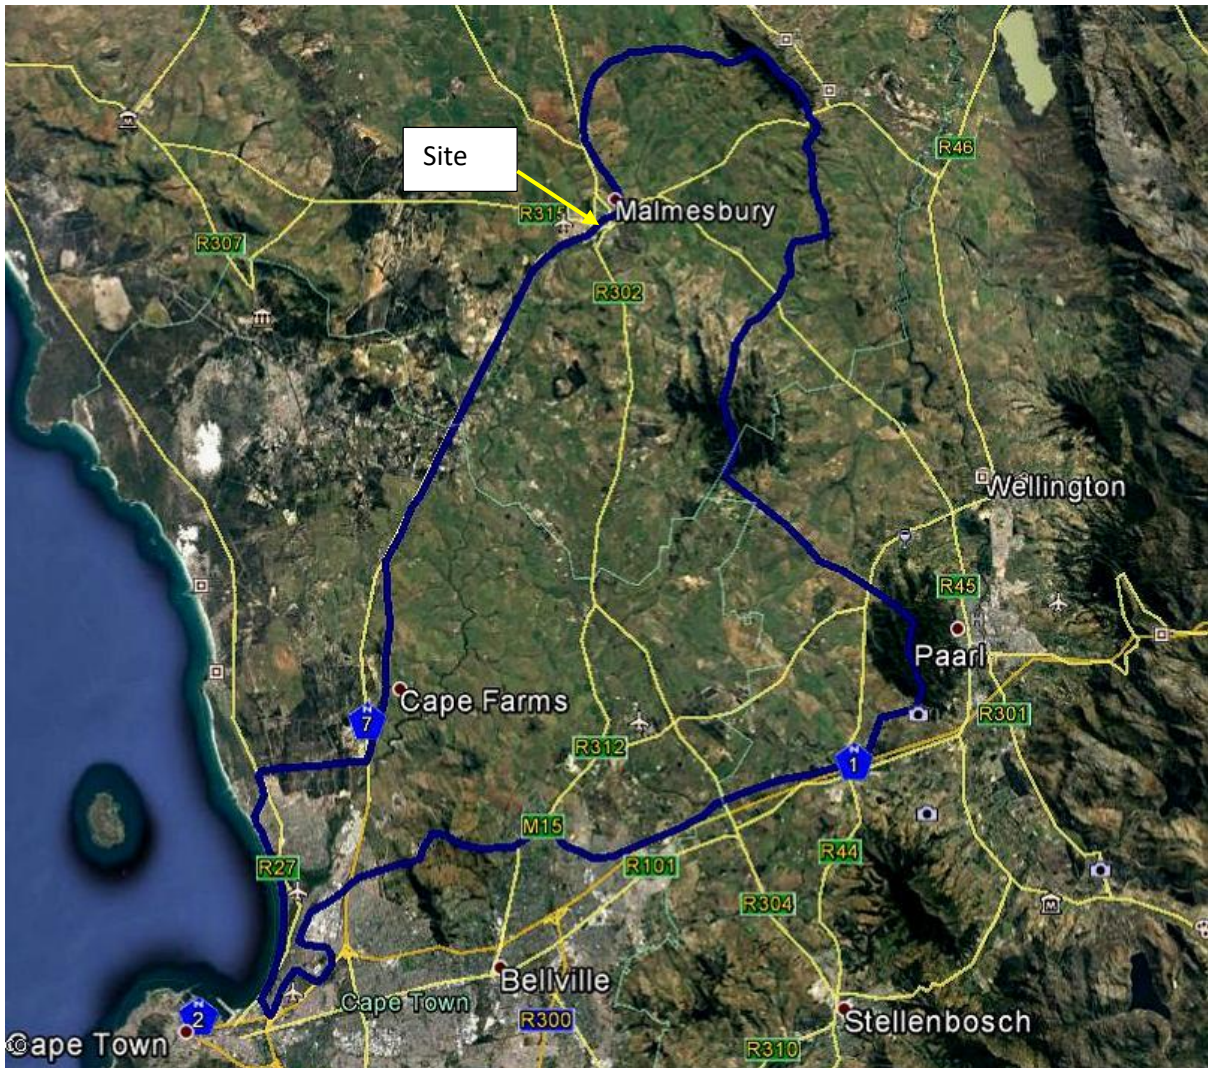 R46
Site
R315
Malmesbury
R307
R302
Wellington
R45
Paarl
Cape Farms
N
7
R301
R312
N
1
M15
R27
R101
R44
R304
Bellville
Cape Town
N
2
R300
Cape Town
Stellenbosch
R310